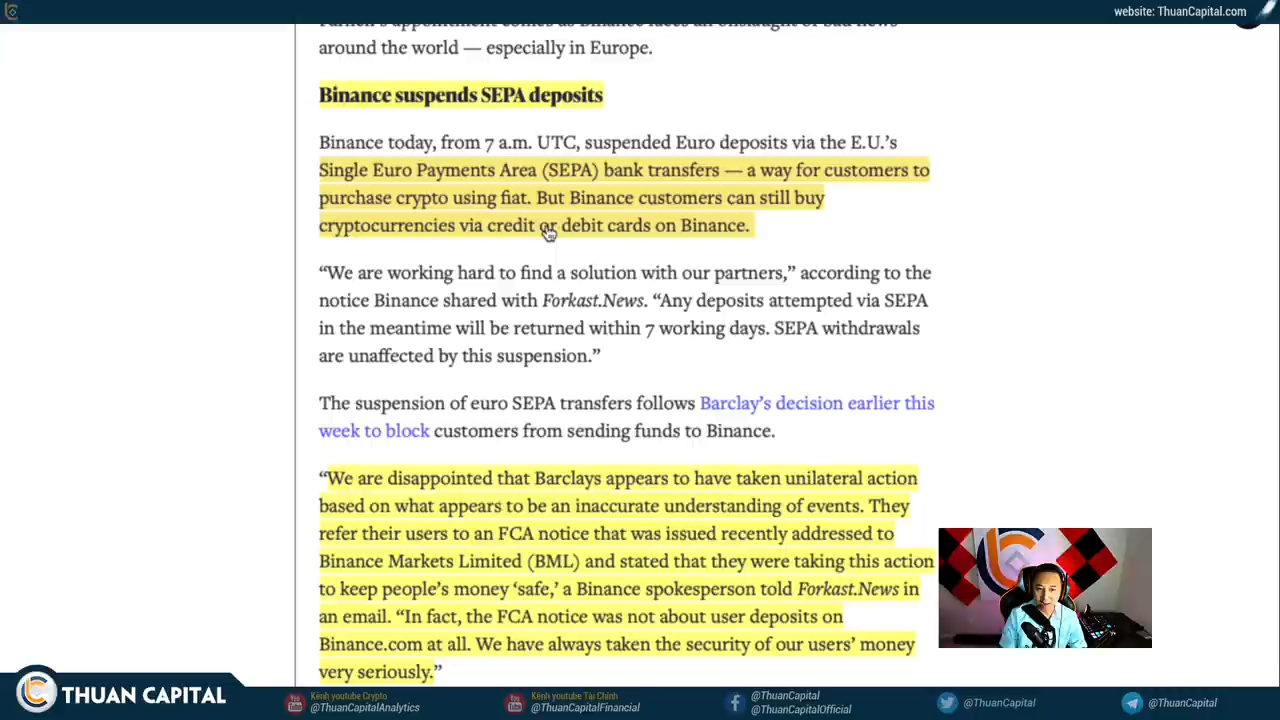 website: ThuanCapital.com
around the world — especially in Europe.
Binance suspends SEPA deposits
Binance today, from 7 a.m. UTC, suspended Euro deposits via the E.U.’s
Single Euro Payments Area (SEPA) bank transfers — a way for customers to
purchase crypto using fiat. But Binance customers can still buy
cryptocurrencies via credit or debit cards on Binance.
“We are working hard to find a solution with our partners,” according to the
notice Binance shared with Forkast.News. “Any deposits attempted via SEPA
in the meantime will be returned within 7 working days. SEPA withdrawals
are unaffected by this suspension.”
The suspension of euro SEPA transfers follows Barclay’s decision earlier this
week to block customers from sending funds to Binance.
“We are disappointed that Barclays appears to have taken unilateral action
based on what appears to be an inaccurate understanding of events. They
refer their users to an FCA notice that was issued recently addressed to
Binance Markets Limited (BML) and stated that they were taking this action
to keep people’s money ‘safe,’ a Binance spokesperson told Forkast.News in
an email. “In fact, the FCA notice was not about user deposits on
Binance.com at all. We have always taken the security of our users’ money
very seriously.”
THUAN CAPITAL
Kênh youtube Crypto
@ThuanCapitalAnalytics
Kênh youtube Tài Chính
@ThuanCapitalFinancial
@ThuanCapital
@ThuanCapitalOfficial
@ThuanCapital
@ThuanCapital